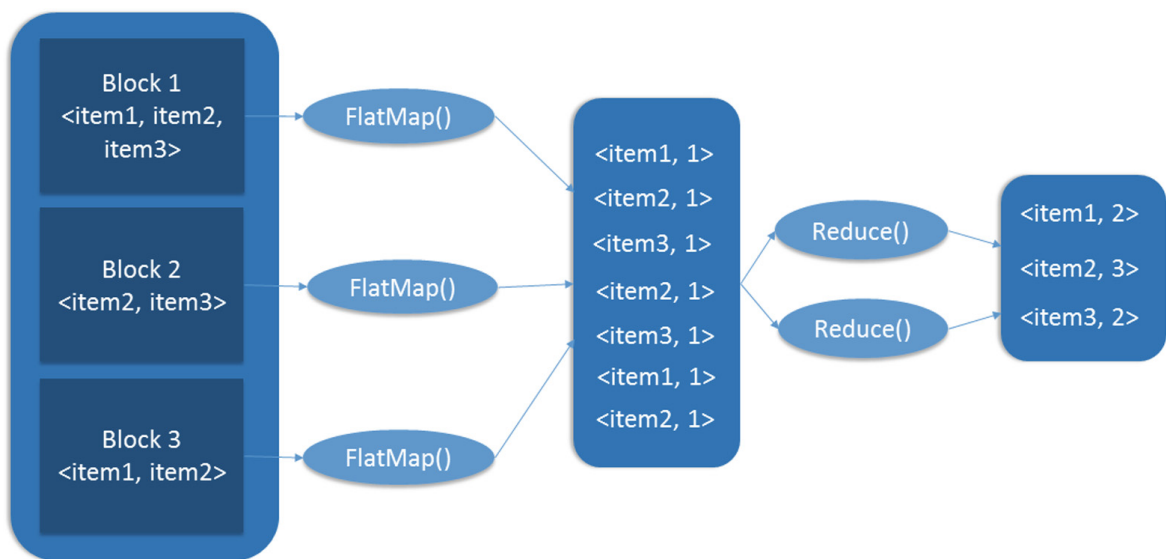 Block 1
<item1, item2,
item3>
FlatMap()
Block 2
<item2, item3>
FlatMap()
Block 3
<item1, item2>
FlatMap()
<item1, 1>
<item2, 1>
<item3, 1>
<item2, 1>
<item3, 1>
<item1, 1>
<item2, 1>
Reduce()
Reduce()
<item1, 2>
<item2, 3>
<item3, 2>